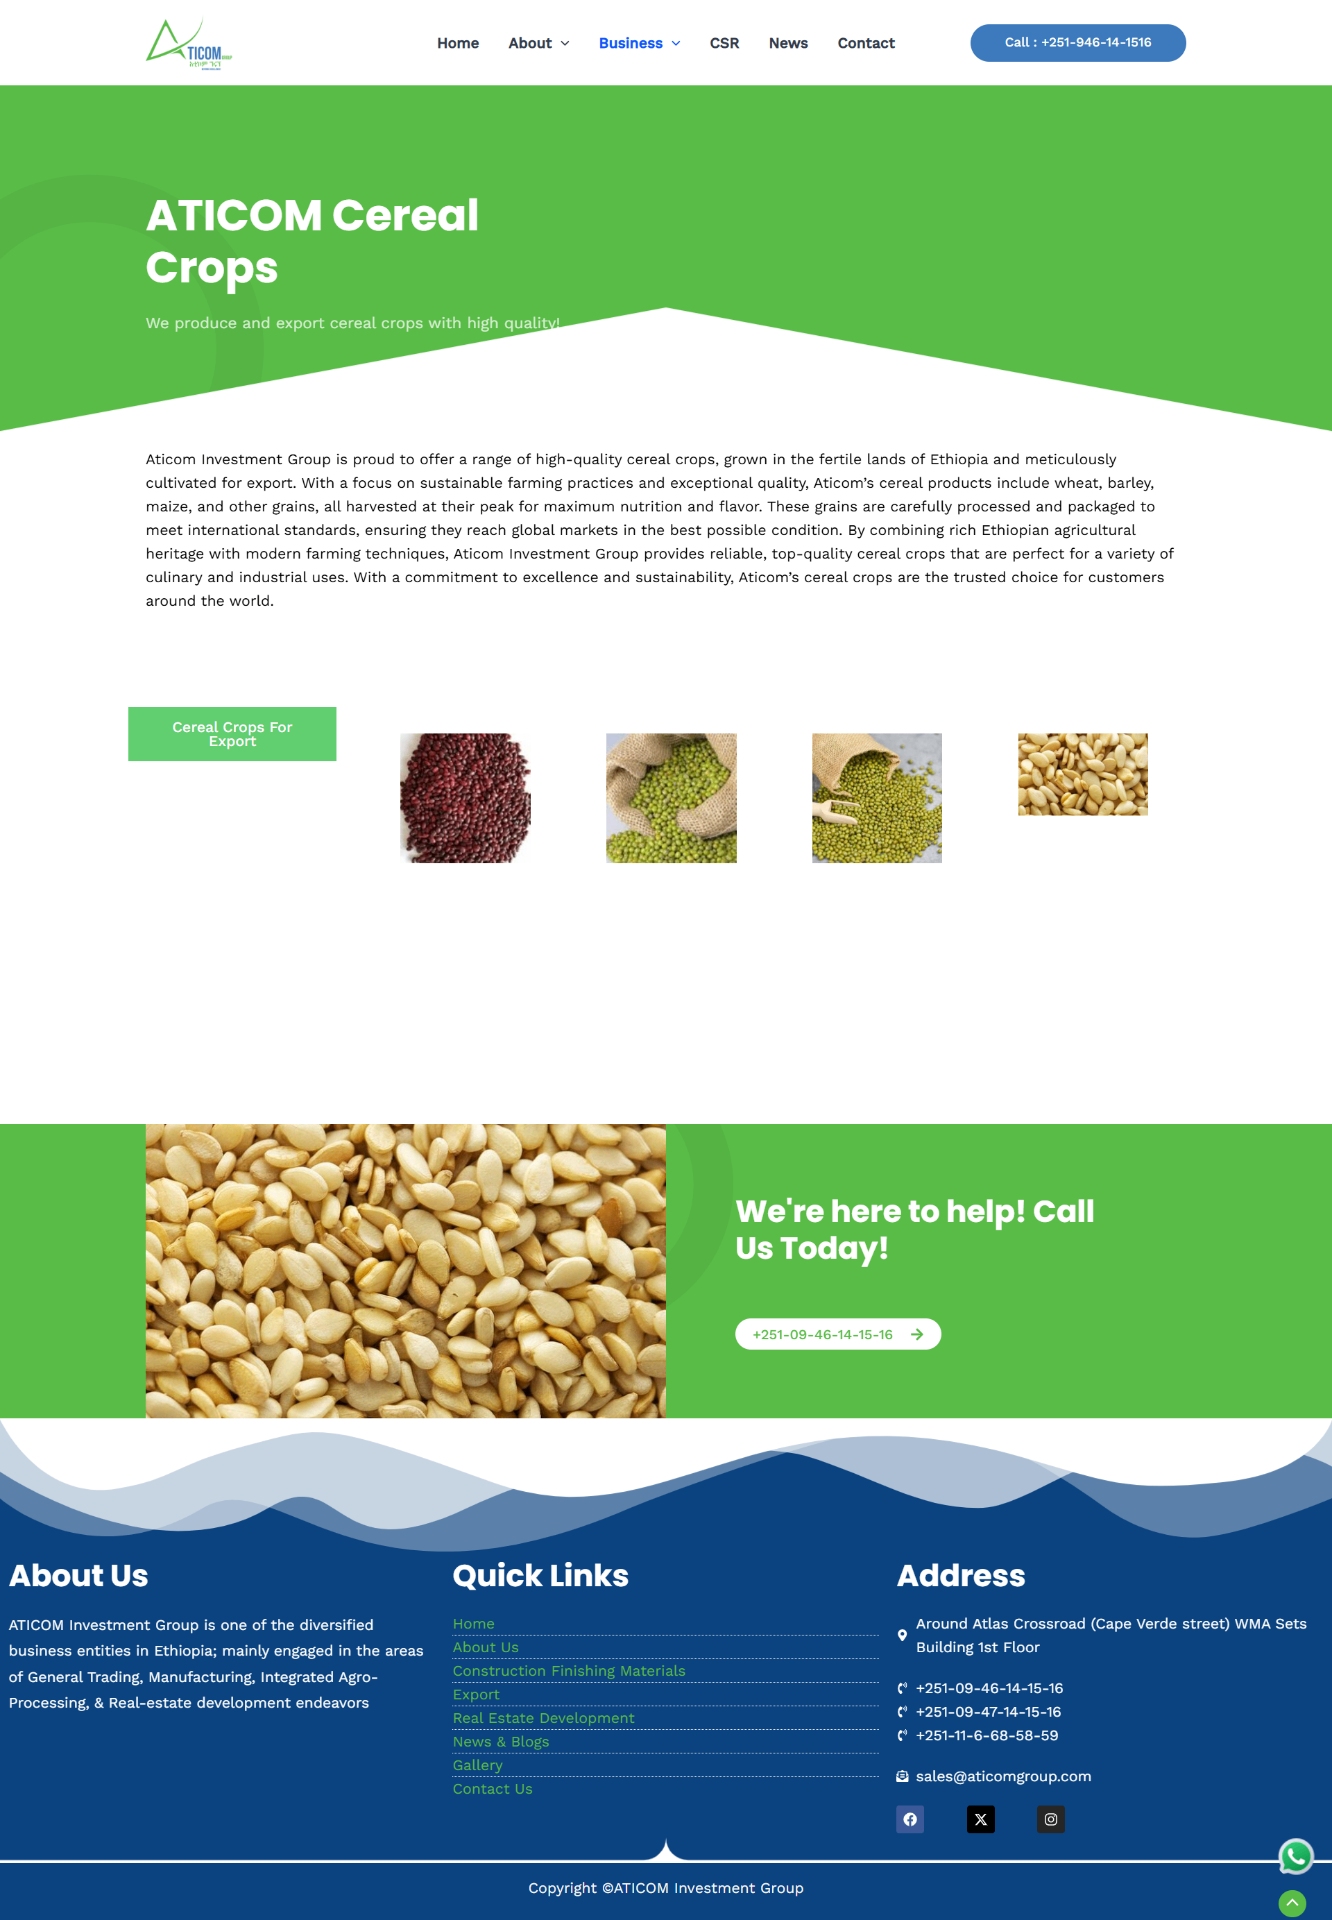 TICOM
Home
About
Business
CSR
News
Contact
Call : +251-946-14-1516
ATICOM Cereal
Crops
We produce and export cereal crops with high quality!
Aticom Investment Group is proud to offer a range of high-quality cereal crops, grown in the fertile lands of Ethiopia and meticulously
cultivated for export. With a focus on sustainable farming practices and exceptional quality, Aticom’s cereal products include wheat, barley,
maize, and other grains, all harvested at their peak for maximum nutrition and flavor. These grains are carefully processed and packaged to
meet international standards, ensuring they reach global markets in the best possible condition. By combining rich Ethiopian agricultural
heritage with modern farming techniques, Aticom Investment Group provides reliable, top-quality cereal crops that are perfect for a variety of
culinary and industrial uses. With a commitment to excellence and sustainability, Aticom’s cereal crops are the trusted choice for customers
around the world.
Cereal Crops For
Export
We're here to help! Call
Us Today!
+251-09-46-14-15-16
About Us
ATICOM Investment Group is one of the diversified
business entities in Ethiopia; mainly engaged in the areas
of General Trading, Manufacturing, Integrated Agro-
Processing, & Real-estate development endeavors
Quick Links
Home
About Us
Construction Finishing Materials
Export
Real Estate Development
News & Blogs
Gallery
Contact Us
Address
Around Atlas Crossroad (Cape Verde street) WMA Sets
Building 1st Floor
+251-09-46-14-15-16
+251-09-47-14-15-16
+251-11-6-68-58-59
sales@aticomgroup.com
Copyright ©ATICOM Investment Group